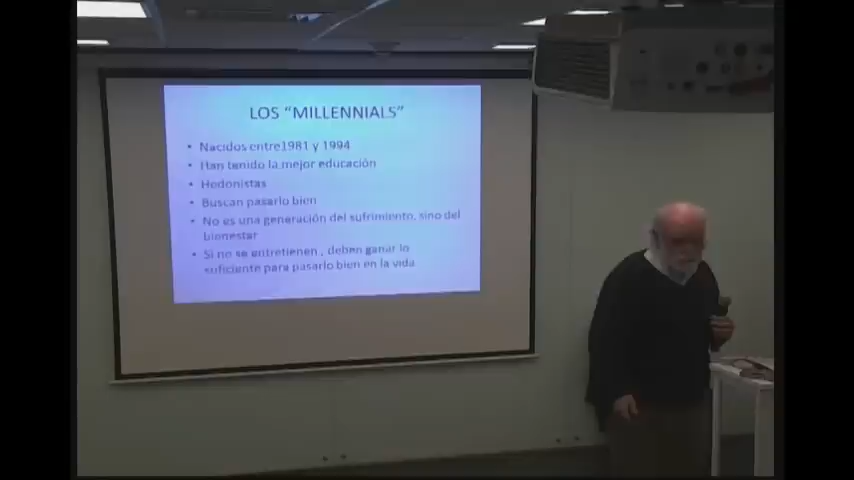 LOS “MILLENNIALS”
• Nacidos entre1981 y 1994
• Han tenido la mejor educación
• Hedonistas
• Buscan pasarlo bien
• No es una generación del sufrimiento, sino del
bienestar
• Si no se entretienen , deben ganar lo
suficiente para pasarlo bien en la vida